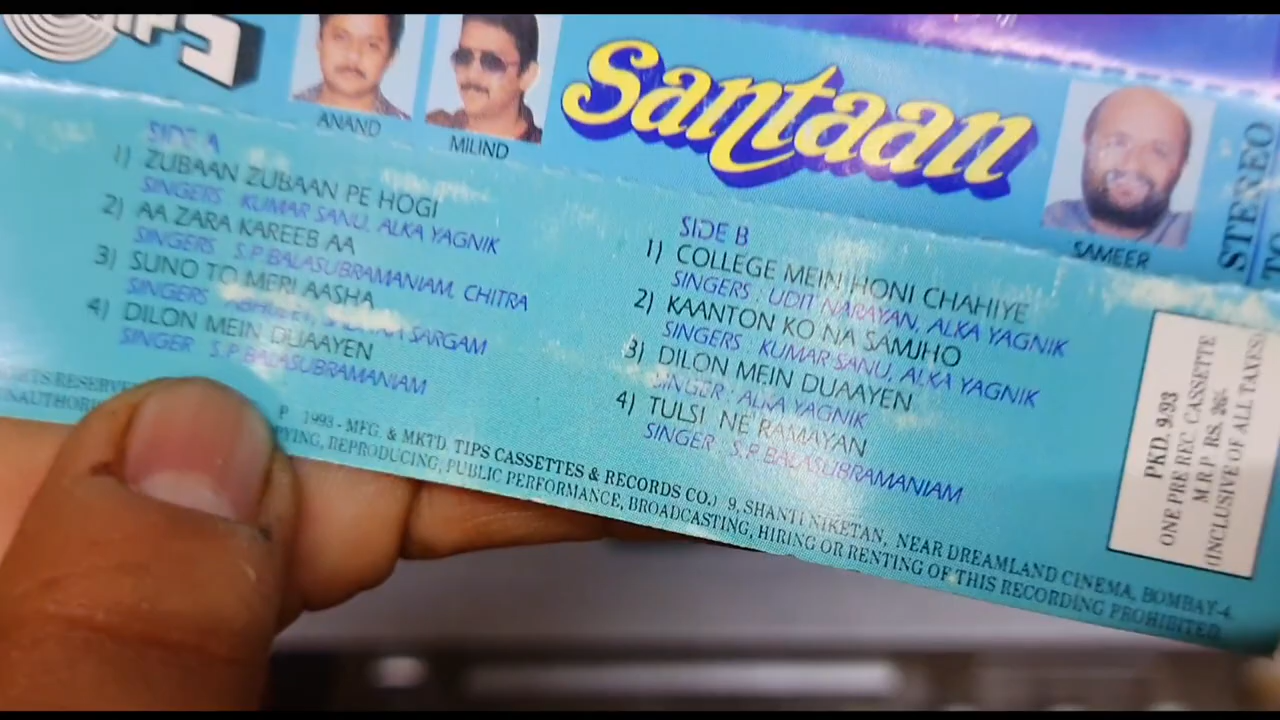 TIPS
ANAND
MILIND
Santaan
SAMEER
STEREO
SIDE A
1) ZUBAAN ZUBAAN PE HOGI
SINGERS : KUMAR SANU, ALKA YAGNIK
2) AA ZARA KAREEB AA
SINGERS S.P. BALASUBRAMANIAM, CHITRA
3) SUNO TO MERI AASHA
SINGERS SARGAM
4) DILON MEIN DUAAYEN
SINGER S.P. BALASUBRAMANIAM
SIDE B
1) COLLEGE MEIN HONI CHAHIYE
SINGERS : UDIT NARAYAN, ALKA YAGNIK
2) KAANTON KO NA SAMJHO
SINGERS : KUMAR SANU, ALKA YAGNIK
3) DILON MEIN DUAAYEN
SINGER : ALKA YAGNIK
4) TULSI NE RAMAYAN
SINGER : S.P. BALASUBRAMANIAM
PKD. 9/93
ONE PRE REC. CASSETTE
M.R.P. RS. 26/-
(INCLUSIVE OF ALL TAXES)
P 1993 - MFG. & MKTD. TIPS CASSETTES & RECORDS CO.) 9, SHANTI NIKETAN, NEAR DREAMLAND CINEMA, BOMBAY-4.
REPRODUCING, PUBLIC PERFORMANCE, BROADCASTING, HIRING OR RENTING OF THIS RECORDING PROHIBITED.